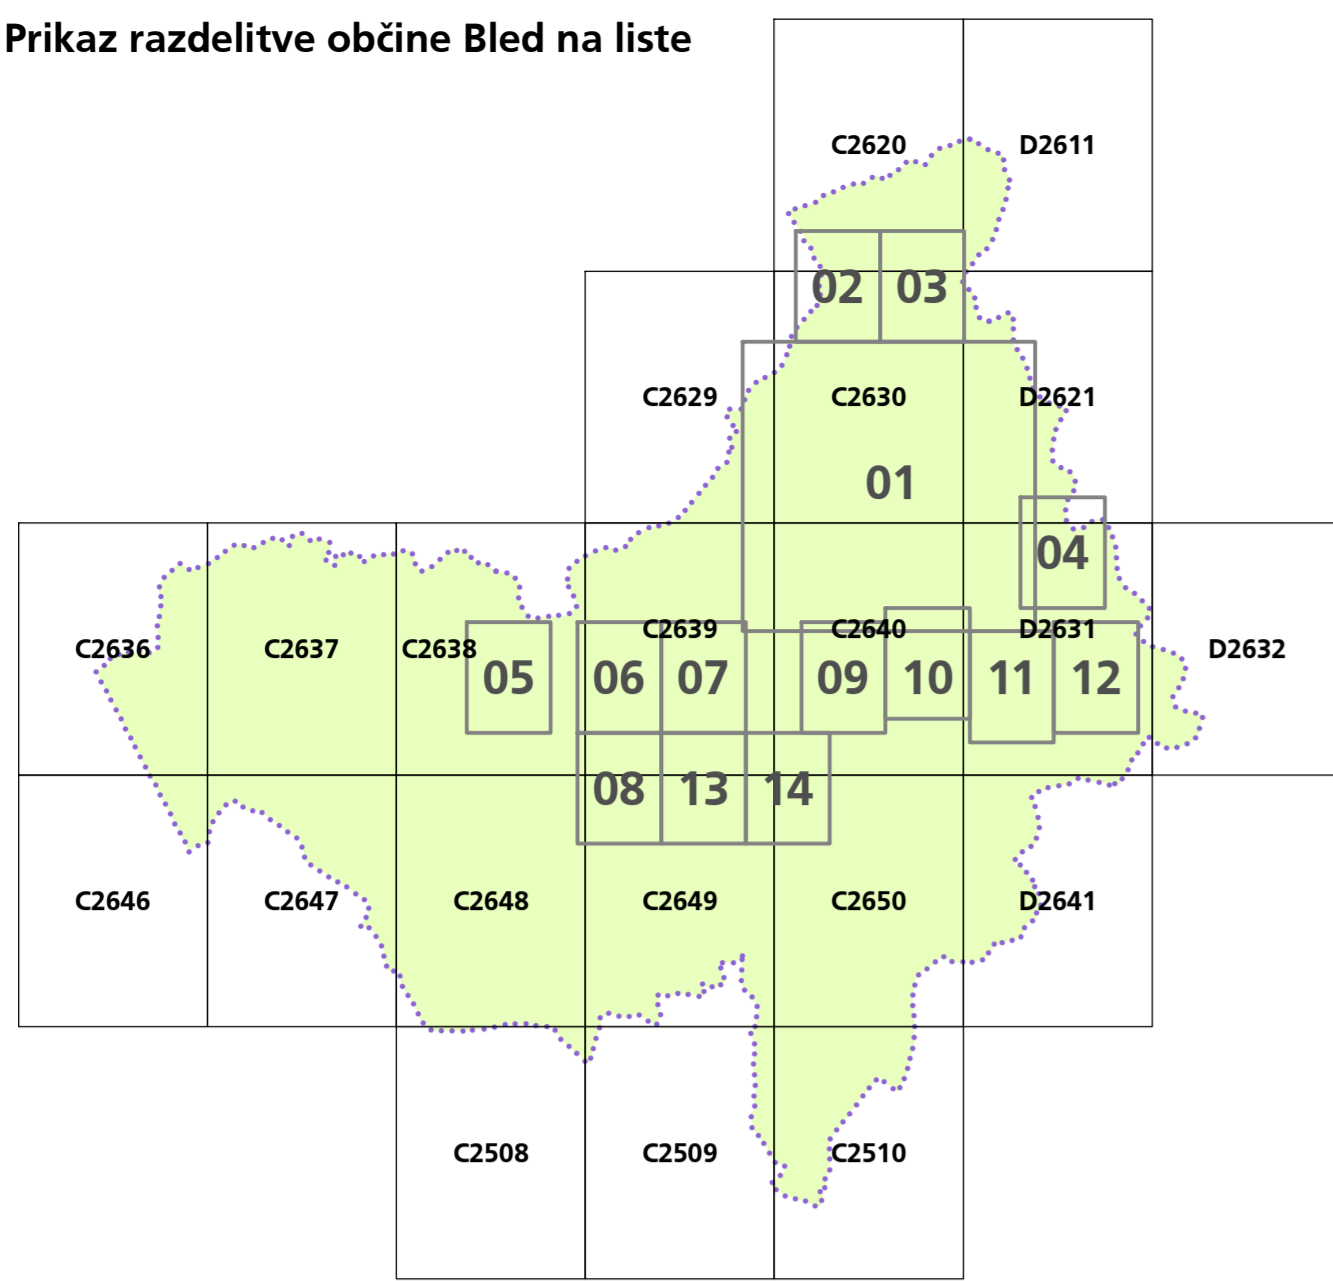 Prikaz razdelitve občine Bled na liste
C2620 D2611
02 03
C2629 C2630 D2621
01
04
C2639 C2640 D2631
C2636 C2637 C2638 D2632
05 06 07 09 10 11 12
08 13 14
C2646 C2647 C2648 C2649 C2650 D2641
C2508 C2509 C2510